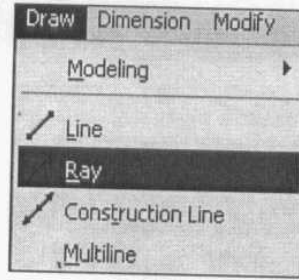 Draw Dimension Modify
Modeling
Line
Ray
Construction Line
Multiline